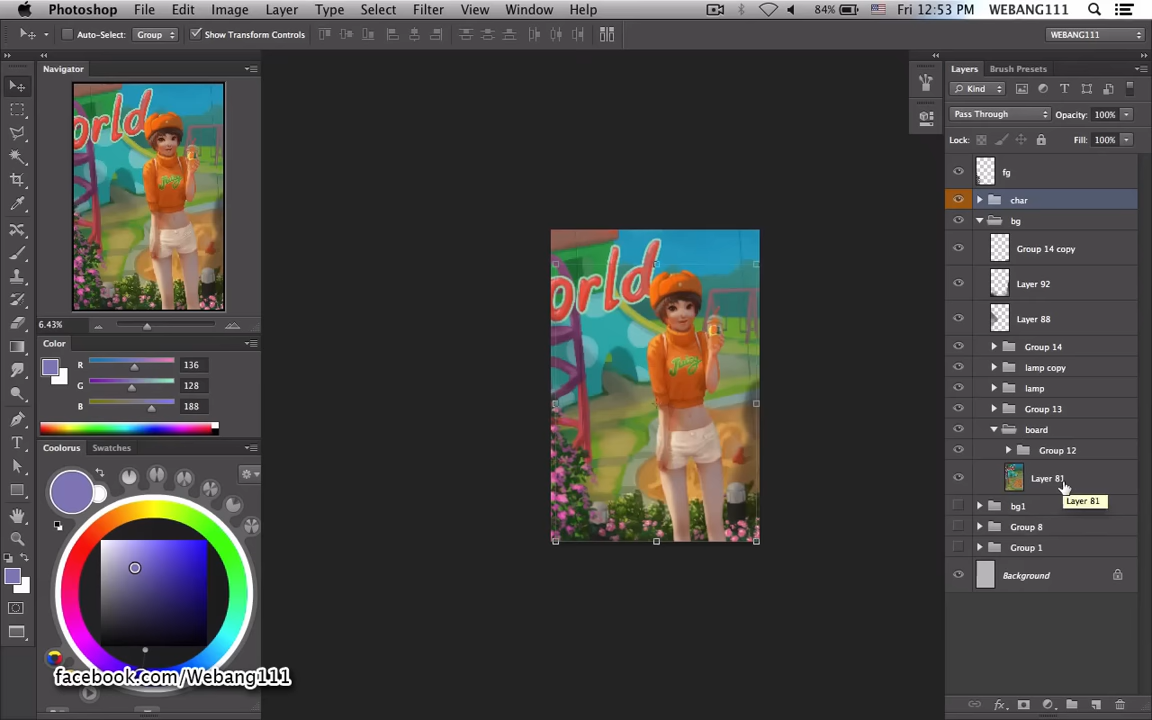 Photoshop File Edit Image Layer Type Select Filter View Window Help 84% Fri 12:53 PM WEBANG111
Auto-Select: Group Show Transform Controls WEBANG111
Navigator
6.43%
Color
R 136
G 128
B 188
Colourus Swatches
facebook.com/Webang111
orld
Juicy
Layers Brush Presets
Kind
Pass Through Opacity: 100%
Lock: Fill: 100%
fg
char
bg
Group 14 copy
Layer 92
Layer 88
Group 14
lamp copy
lamp
Group 13
board
Group 12
Layer 81
Layer 81
bg1
Group 8
Group 1
Background